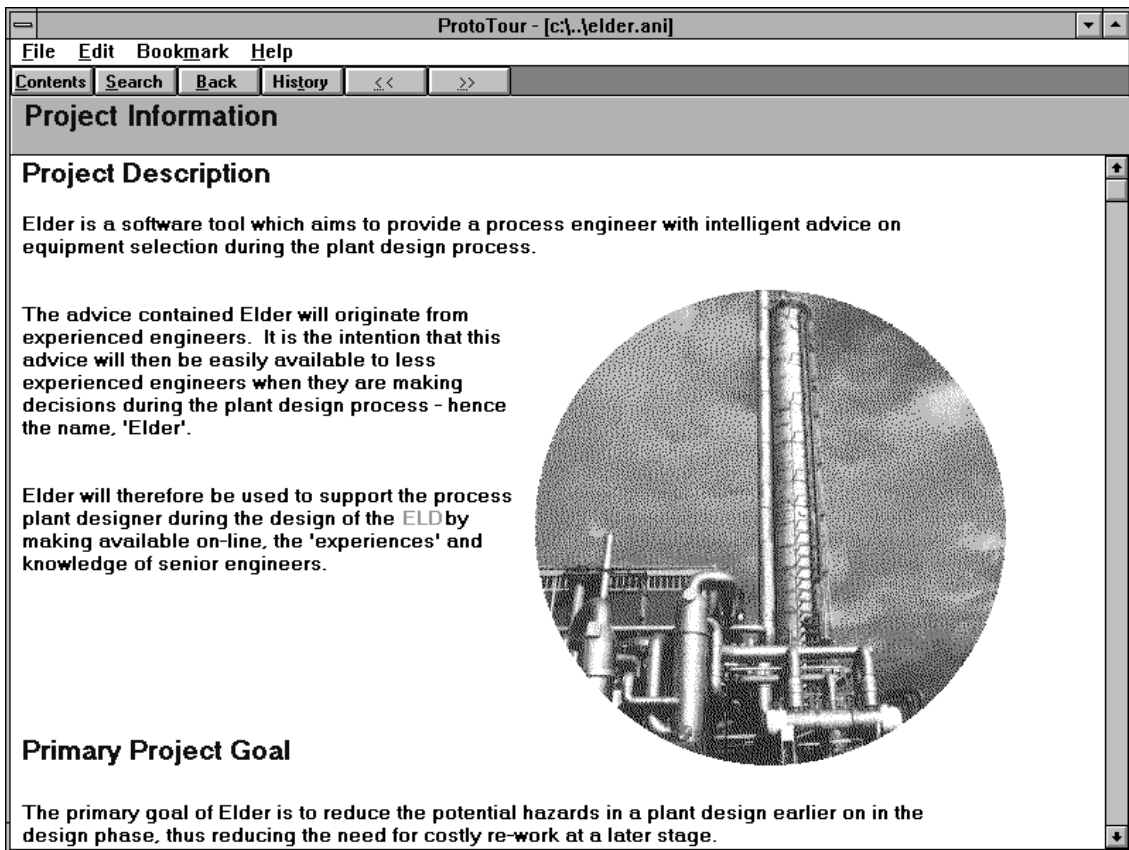 ProtoTour - [c:\..\elder.ani]
File Edit Bookmark Help
Contents Search Back History << >>
Project Information
Project Description
Elder is a software tool which aims to provide a process engineer with intelligent advice on
equipment selection during the plant design process.
The advice contained Elder will originate from
experienced engineers. It is the intention that this
advice will then be easily available to less
experienced engineers when they are making
decisions during the plant design process - hence
the name, 'Elder'.
Elder will therefore be used to support the process
plant designer during the design of the ELD by
making available on-line, the 'experiences' and
knowledge of senior engineers.
Primary Project Goal
The primary goal of Elder is to reduce the potential hazards in a plant design earlier on in the
design phase, thus reducing the need for costly re-work at a later stage.